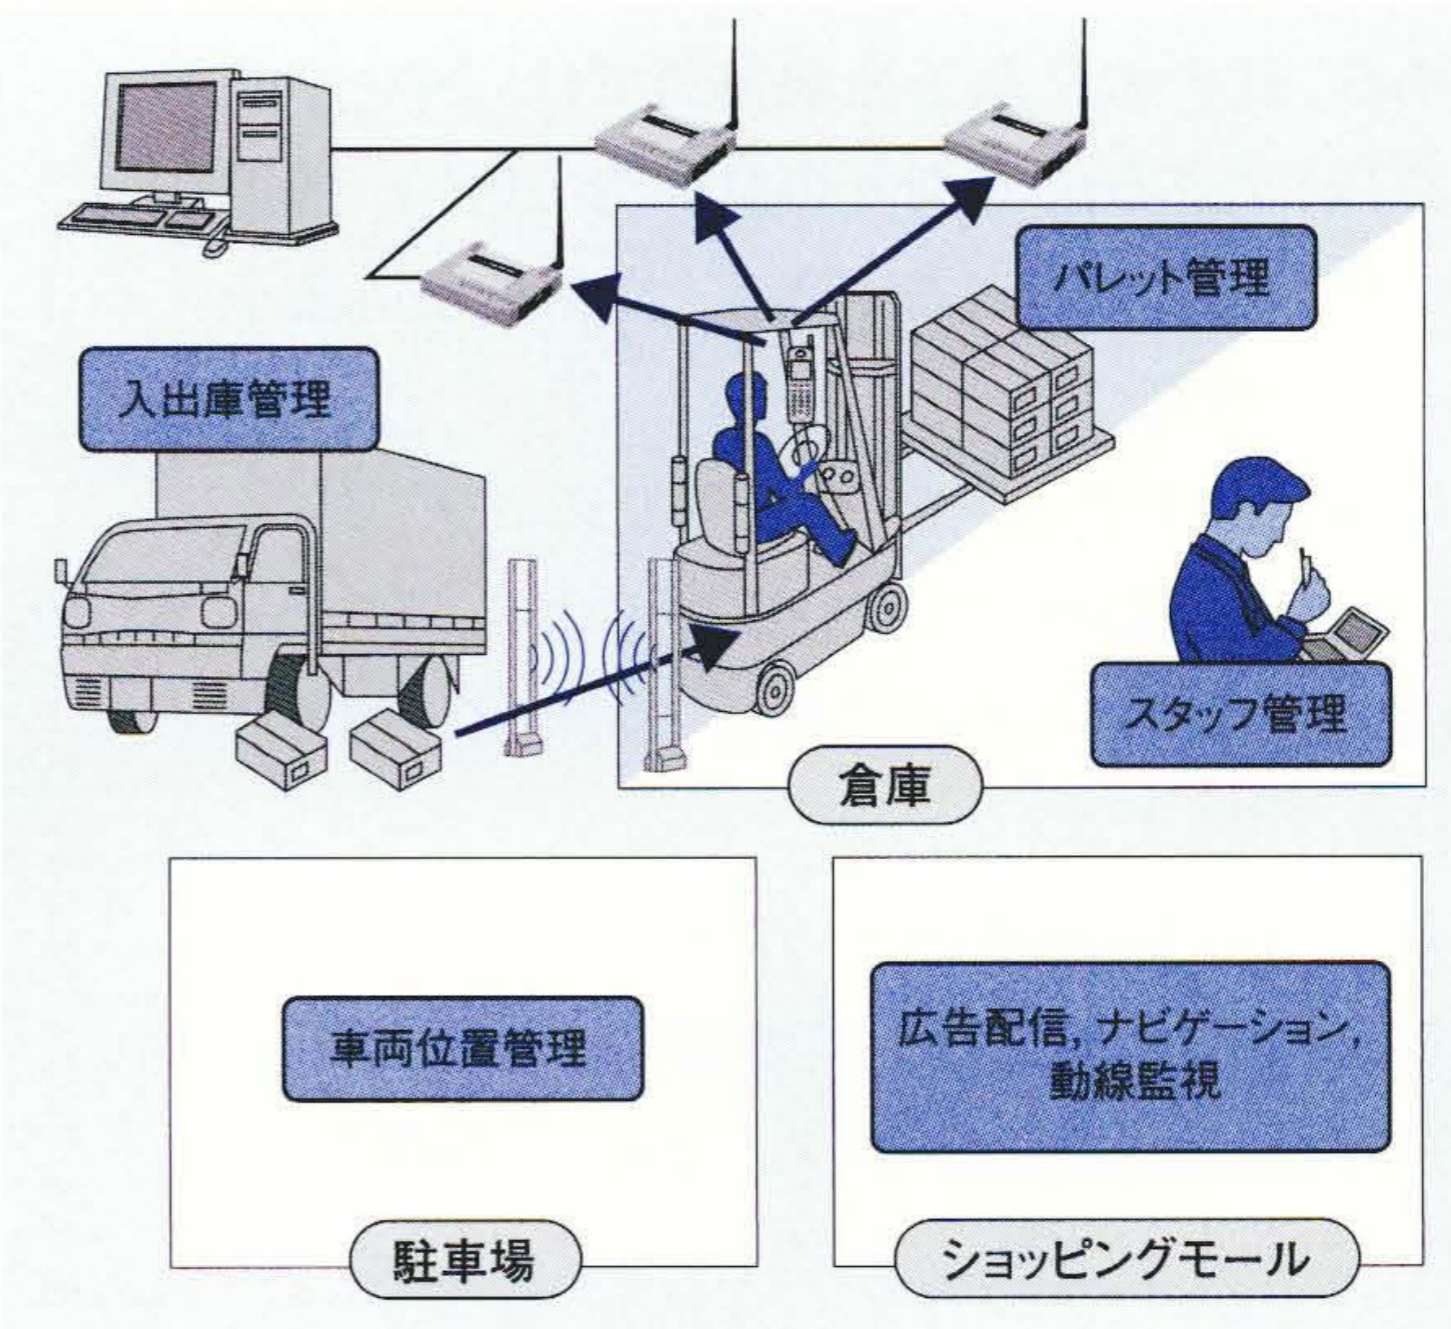 パレット管理
入出庫管理
スタッフ管理
倉庫
車両位置管理
広告配信, ナビゲーション,
動線監視
駐車場
ショッピングモール